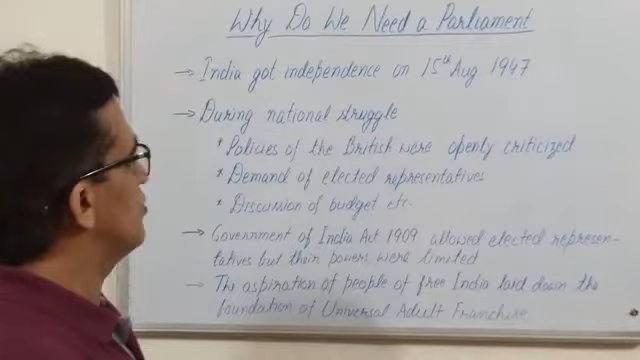 Why Do We Need a Parliament
→ India got independence on 15th Aug 1947
→ During national struggle
* Policies of the British were openly criticized
* Demand of elected representatives
* Discussion of budget etc.
→ Government of India Act 1909 allowed elected represen-
tatives but their powers were limited
→ The aspiration of people of free India laid down the
foundation of Universal Adult Franchise